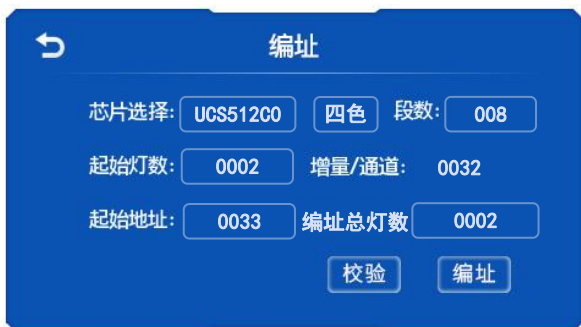 编址
芯片选择: UCS512C0 四色 段数: 008
起始灯数: 0002 增量/通道: 0032
起始地址: 0033 编址总灯数 0002
校验 编址